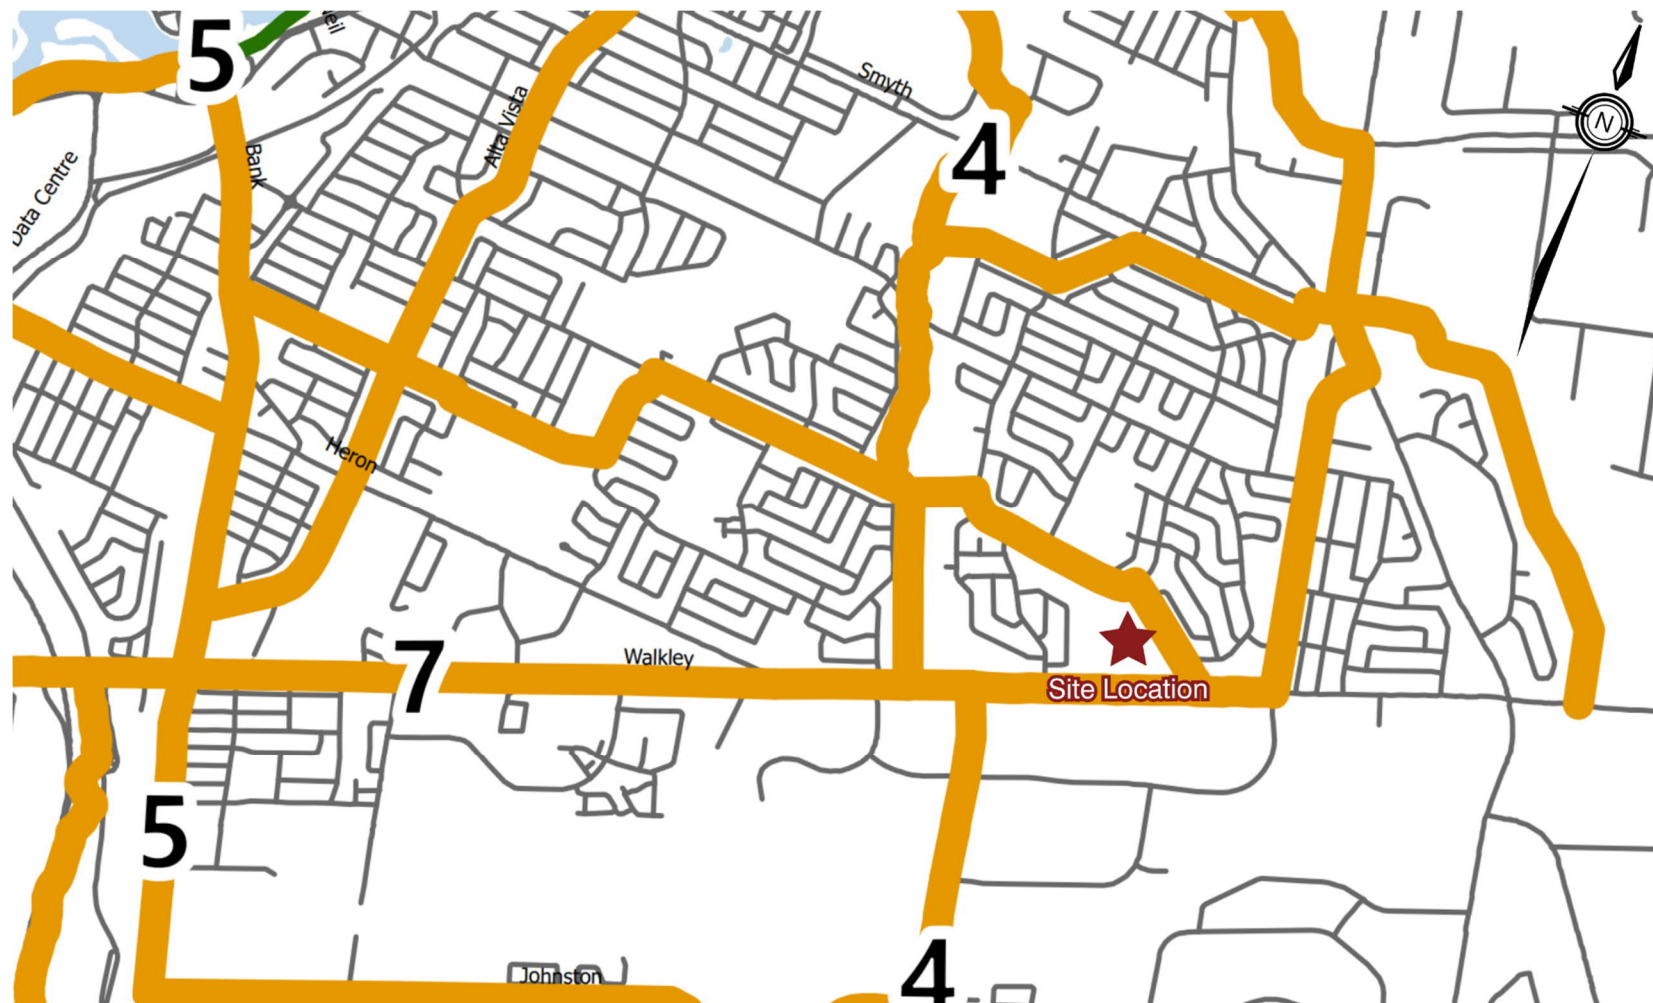 5
Smyth
Alta Vista
4
N
Bank
Data Centre
Heron
Walkley
7
Site Location
5
4
Johnston